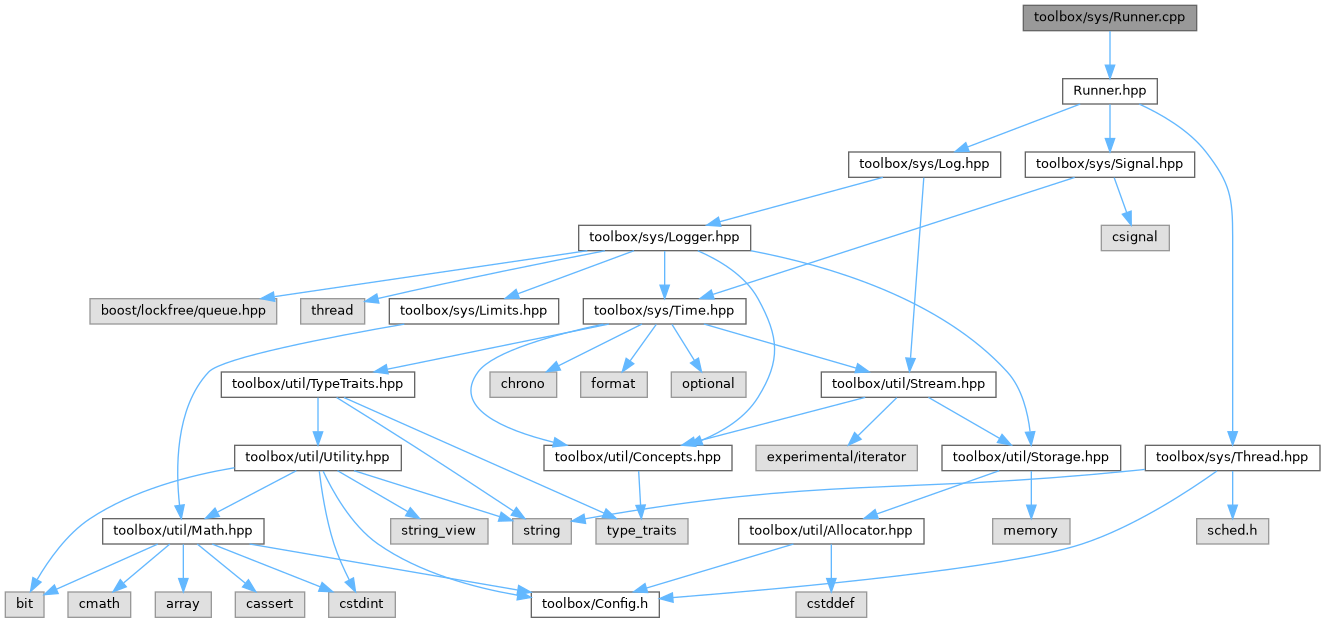 toolbox/sys/Runner.cpp
Runner.hpp
toolbox/sys/Log.hpp
toolbox/sys/Signal.hpp
toolbox/sys/Logger.hpp
csignal
boost/lockfree/queue.hpp
thread
toolbox/sys/Limits.hpp
toolbox/sys/Time.hpp
toolbox/util/TypeTraits.hpp
chrono
format
optional
toolbox/util/Stream.hpp
toolbox/util/Utility.hpp
toolbox/util/Concepts.hpp
experimental/iterator
toolbox/util/Storage.hpp
toolbox/sys/Thread.hpp
toolbox/util/Math.hpp
string_view
string
type_traits
toolbox/util/Allocator.hpp
memory
sched.h
bit
cmath
array
cassert
cstdint
toolbox/Config.h
cstddef